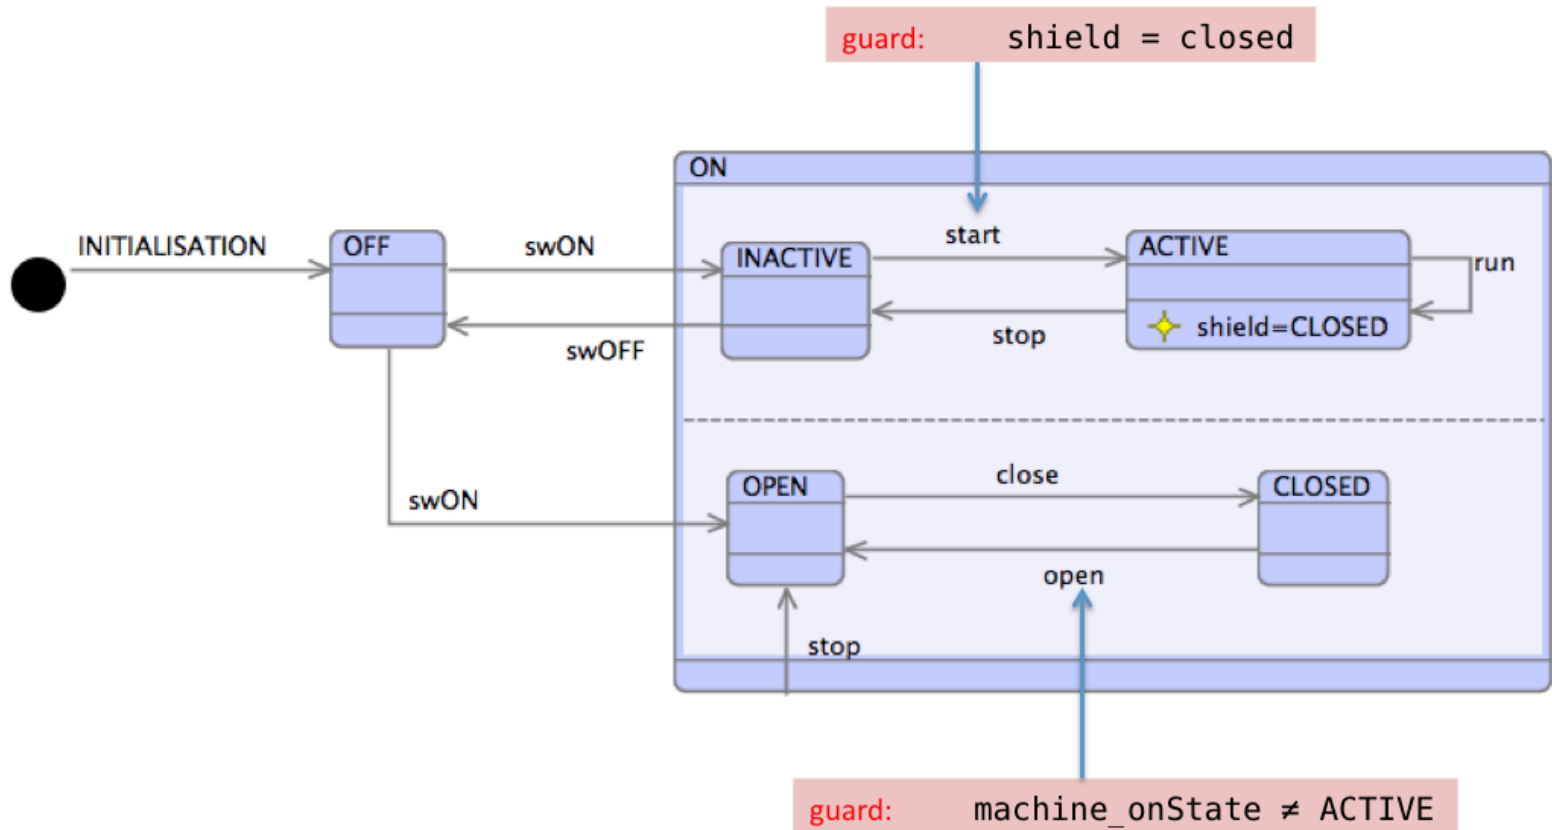 guard: shield = closed
ON
INITIALISATION
OFF
swON
INACTIVE
start
ACTIVE
run
swOFF
stop
shield=CLOSED
OPEN
close
CLOSED
swON
open
stop
guard: machine_onState ≠ ACTIVE